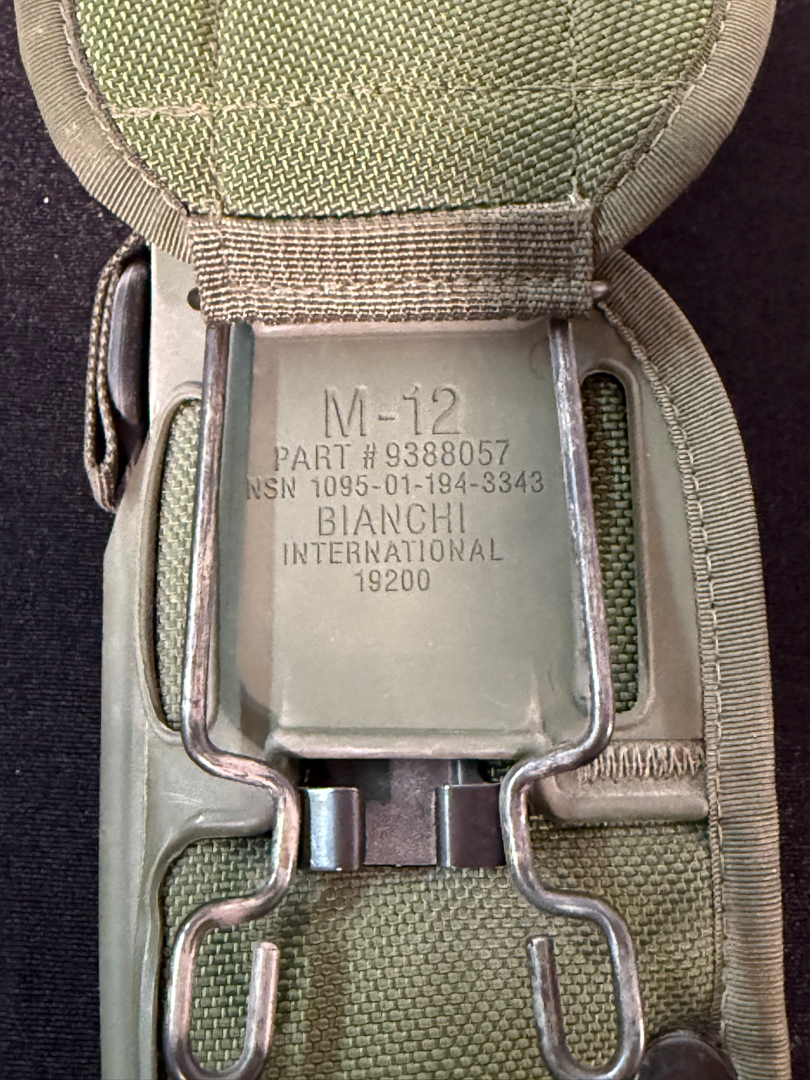 M-12
PART # 9388057
NSN 1095-01-194-3343
BIANCHI
INTERNATIONAL
19200